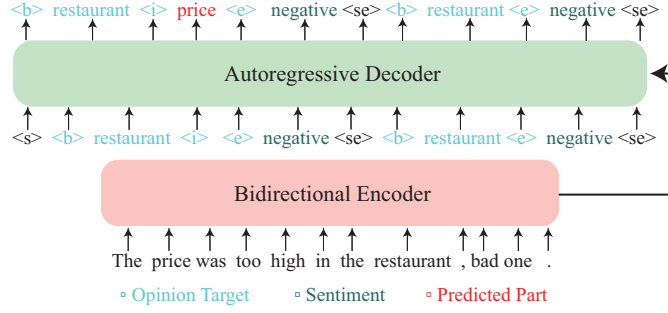 <b> restaurant <i> price <e> negative <se> <b> restaurant <e> negative <se>
Autoregressive Decoder
<s> <b> restaurant <i> <e> negative <se> <b> restaurant <e> negative <se>
Bidirectional Encoder
The price was too high in the restaurant , bad one .
Opinion Target Sentiment Predicted Part